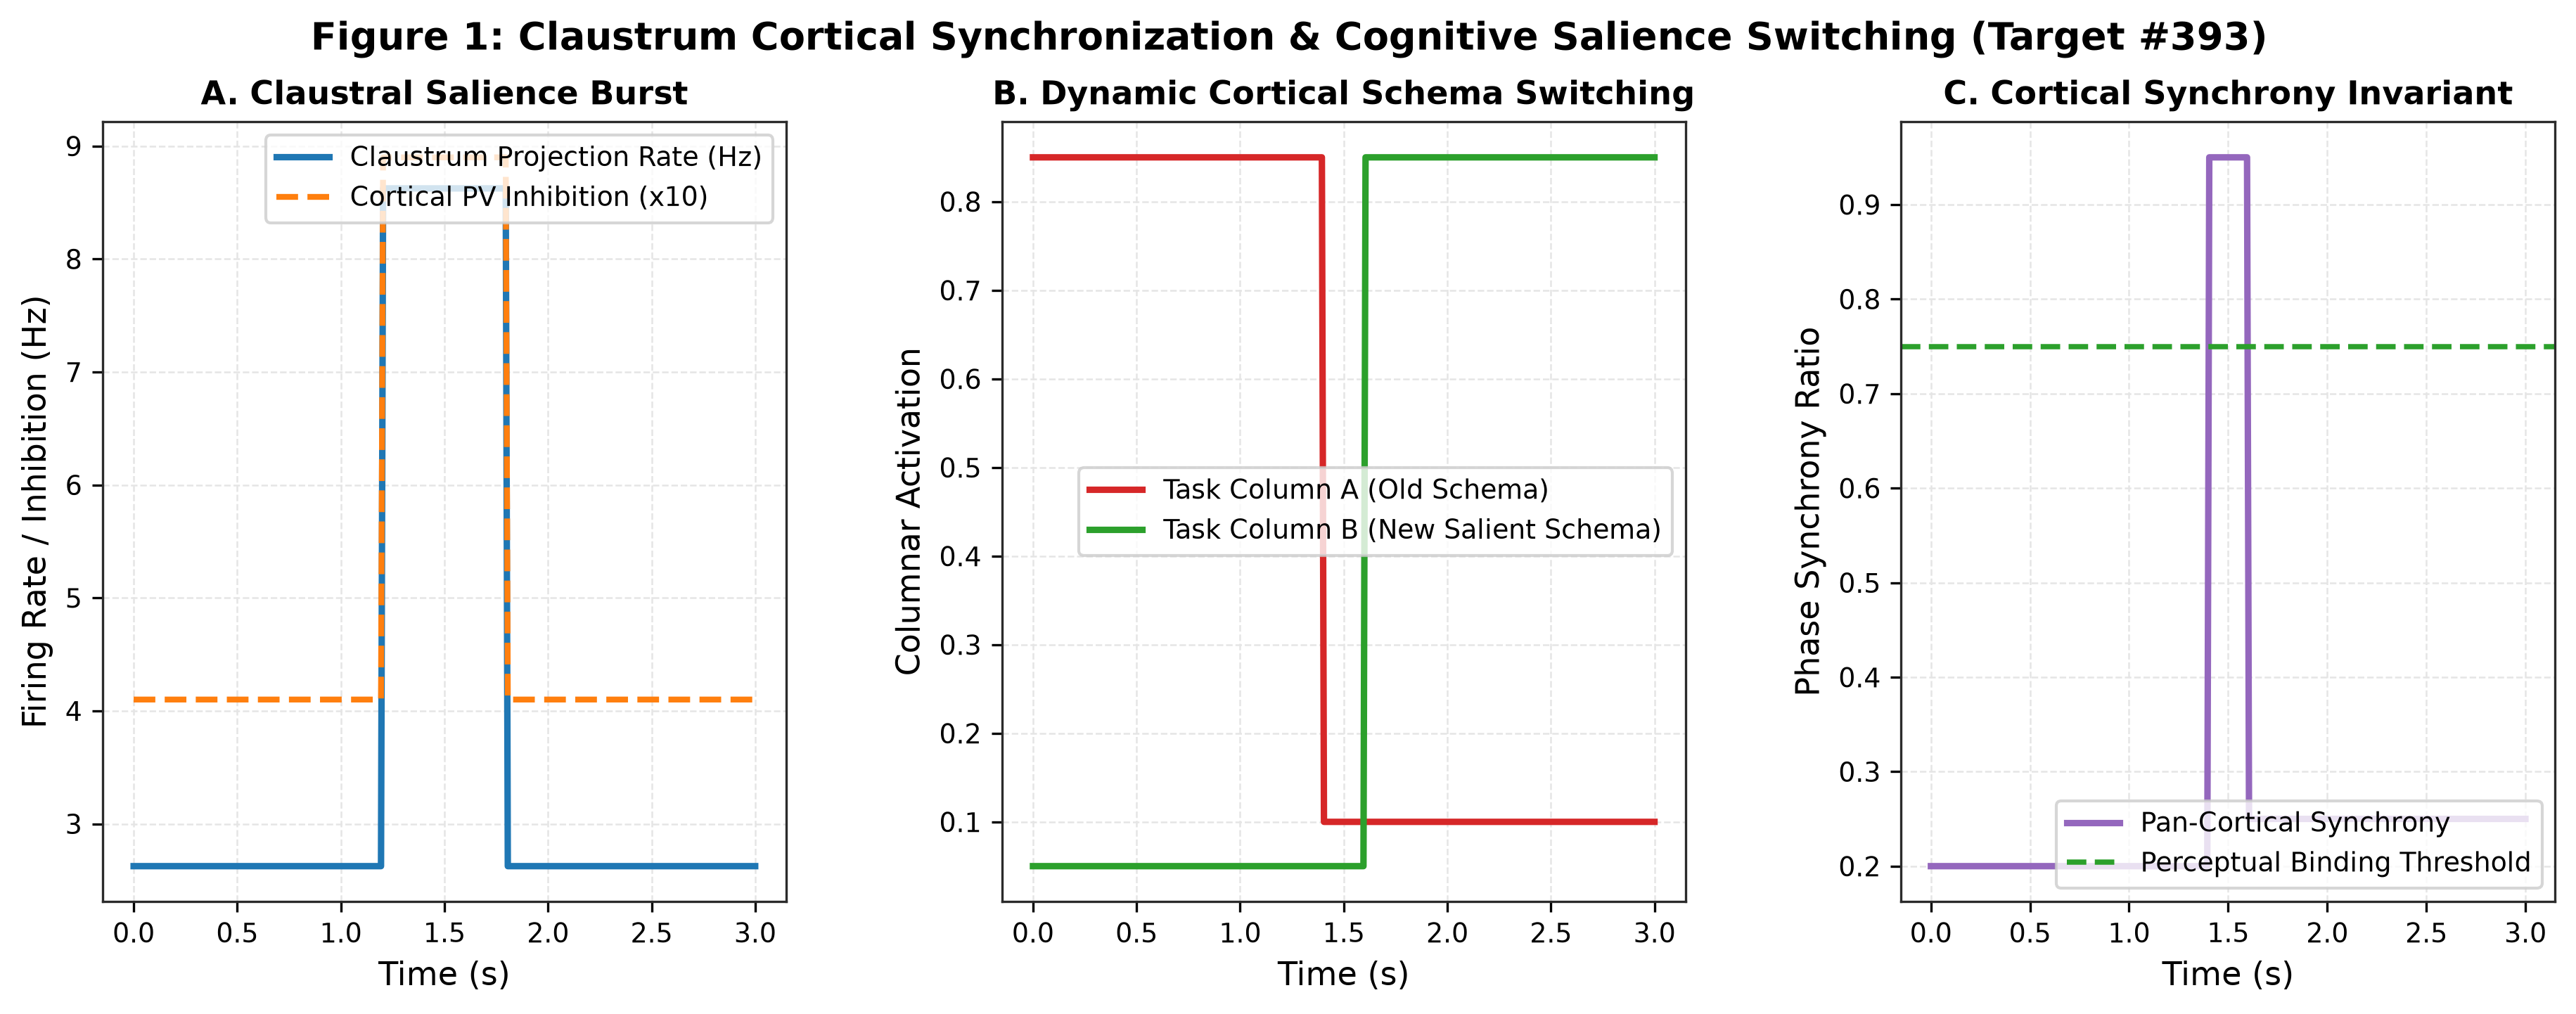 Figure 1: Claustrum Cortical Synchronization & Cognitive Salience Switching (Target #393)
A. Claustral Salience Burst
Firing Rate / Inhibition (Hz)
9
8
7
6
5
4
3
Claustrum Projection Rate (Hz)
Cortical PV Inhibition (x10)
0.0 0.5 1.0 1.5 2.0 2.5 3.0
Time (s)
B. Dynamic Cortical Schema Switching
Columnar Activation
0.8
0.7
0.6
0.5
0.4
0.3
0.2
0.1
Task Column A (Old Schema)
Task Column B (New Salient Schema)
0.0 0.5 1.0 1.5 2.0 2.5 3.0
Time (s)
C. Cortical Synchrony Invariant
Phase Synchrony Ratio
0.9
0.8
0.7
0.6
0.5
0.4
0.3
0.2
Pan-Cortical Synchrony
Perceptual Binding Threshold
0.0 0.5 1.0 1.5 2.0 2.5 3.0
Time (s)